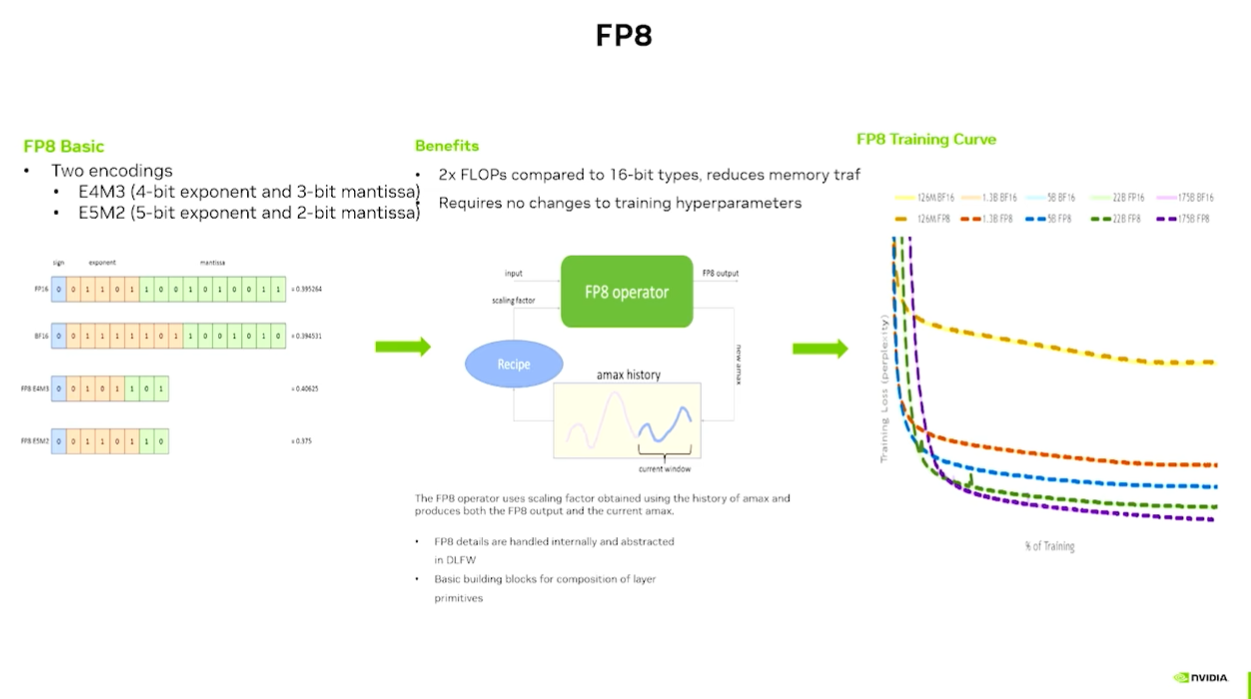 FP8
FP8 Basic
• Two encodings
• E4M3 (4-bit exponent and 3-bit mantissa)
• E5M2 (5-bit exponent and 2-bit mantissa)
sign exponent mantissa
FP16 0 0 1 1 0 1 1 0 0 1 0 1 0 0 1 1 = 0.395264
BF16 0 0 1 1 1 1 1 0 1 1 0 0 1 0 1 0 = 0.394531
FP8 E4M3 0 0 1 0 1 1 0 1 = 0.40625
FP8 E5M2 0 0 1 1 0 1 1 0 = 0.375
Benefits
• 2x FLOPs compared to 16-bit types, reduces memory traf
• Requires no changes to training hyperparameters
input
scaling factor
FP8 operator
FP8 output
Recipe
new amax
amax history
current window
The FP8 operator uses scaling factor obtained using the history of amax and
produces both the FP8 output and the current amax.
• FP8 details are handled internally and abstracted
in DLFW
• Basic building blocks for composition of layer
primitives
FP8 Training Curve
126M BF16 1.3B BF16 5B BF16 22B FP16 175B BF16
126M FP8 1.3B FP8 5B FP8 22B FP8 175B FP8
Training Loss (perplexity)
% of Training
NVIDIA